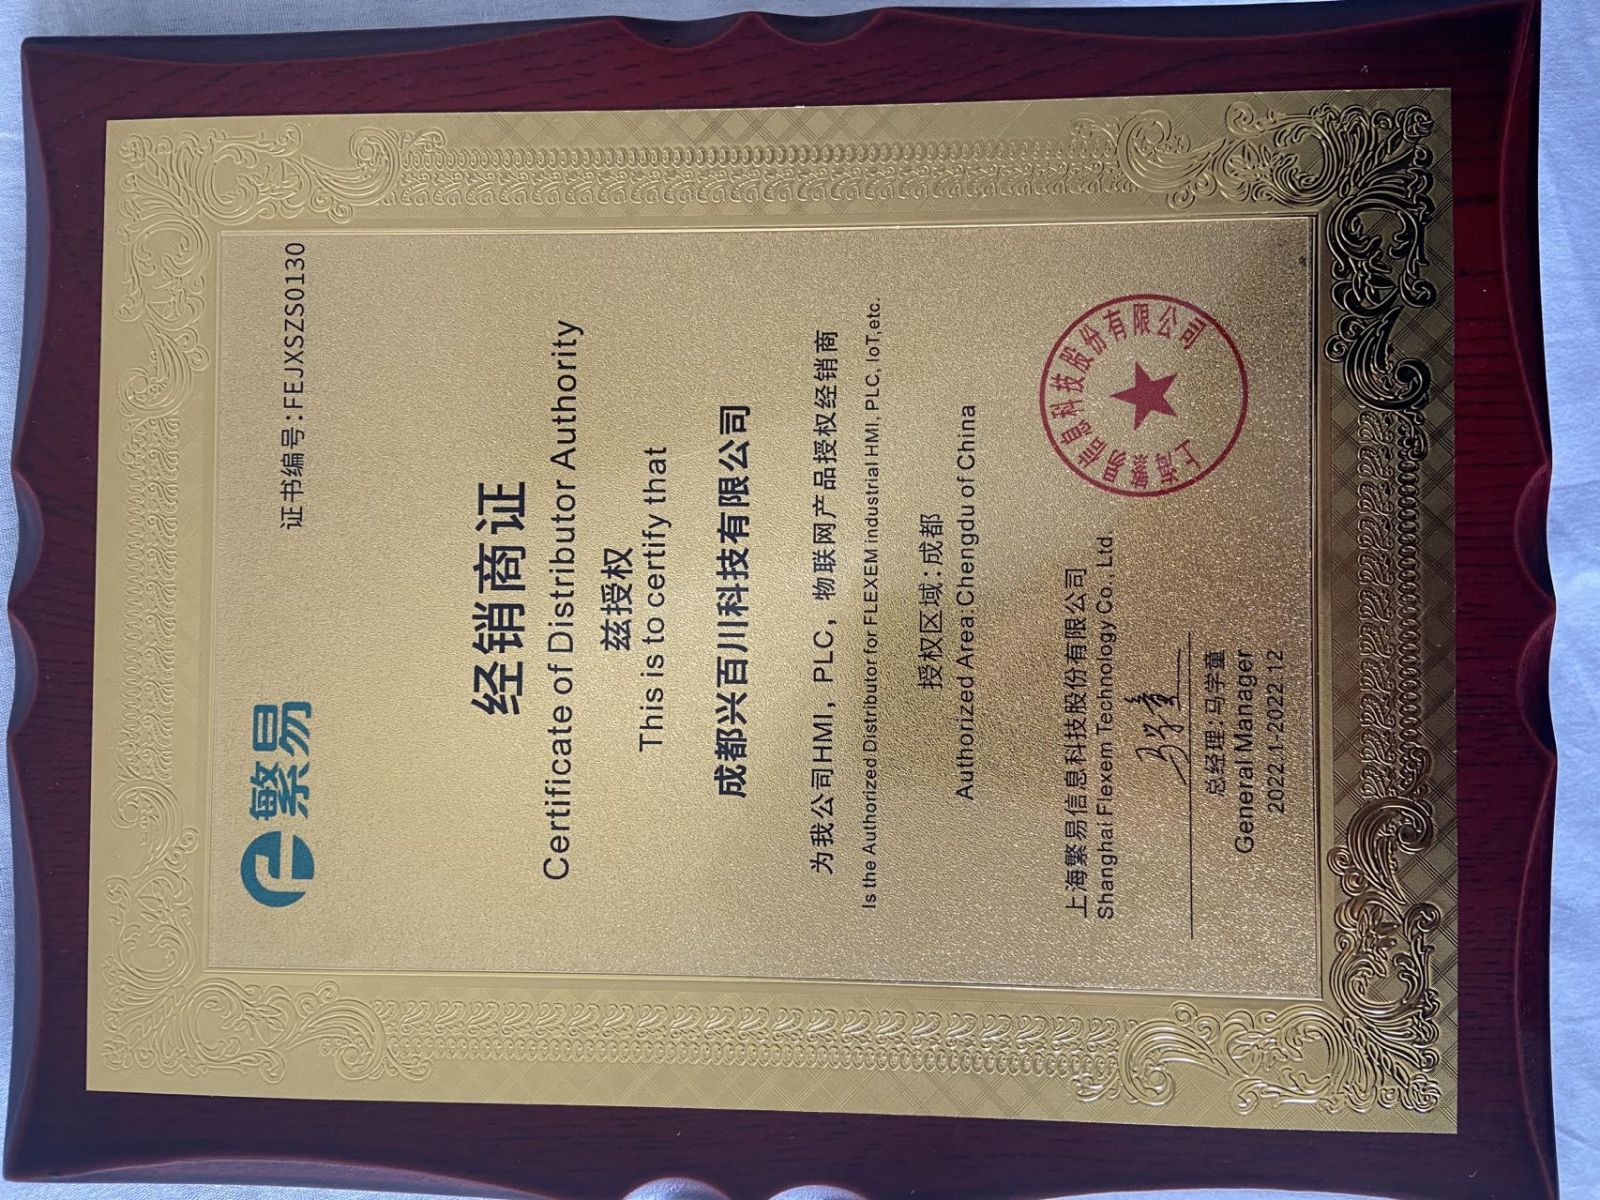 繁易
证书编号:FEJXSZS0130
经销商证
Certificate of Distributor Authority
兹授权
This is to certify that
成都兴百川科技有限公司
为我公司HMI，PLC，物联网产品授权经销商
Is the Authorized Distributor for FLEXEM industrial HMI, PLC, IoT,etc.
授权区域:成都
Authorized Area:Chengdu of China
上海繁易信息科技股份有限公司
Shanghai Flexem Technology Co., Ltd.
上海繁易信息科技股份有限公司
马学童
总经理:马学童
General Manager
2022.1-2022.12